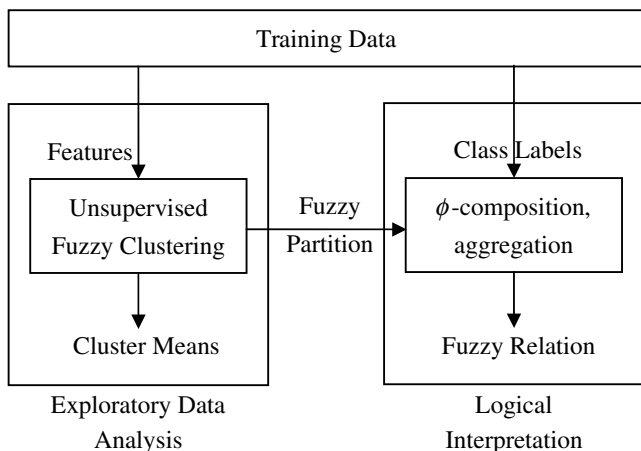 Training Data
Features
Class Labels
Unsupervised
Fuzzy Clustering
Fuzzy
Partition
ϕ-composition,
aggregation
Cluster Means
Fuzzy Relation
Exploratory Data
Analysis
Logical
Interpretation